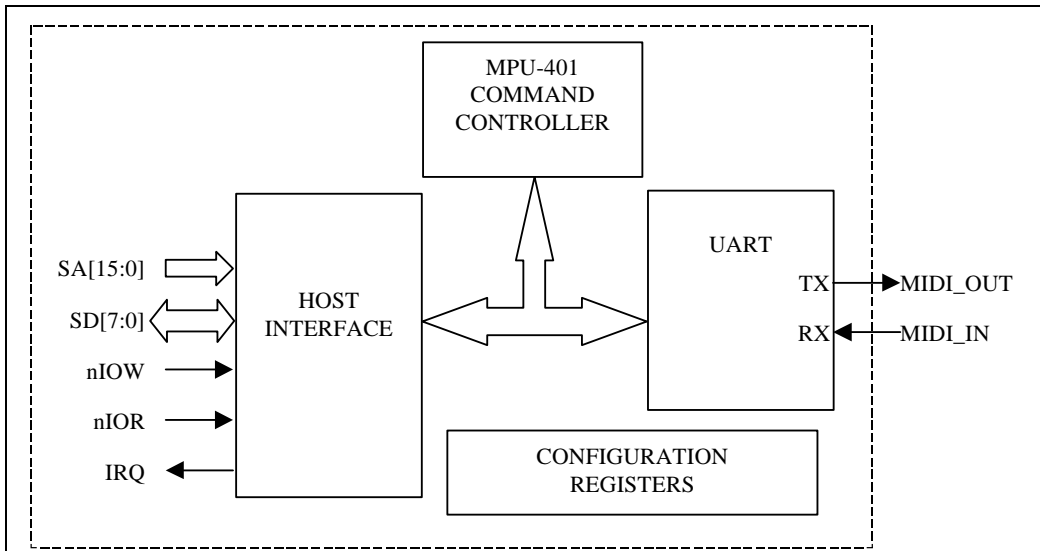 MPU-401
COMMAND
CONTROLLER
SA[15:0]
SD[7:0]
nIOW
nIOR
IRQ
HOST
INTERFACE
UART
TX
RX
MIDI_OUT
MIDI_IN
CONFIGURATION
REGISTERS